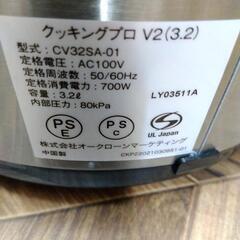 クッキングプロ V2(3.2)
型式:CV32SA-01
定格電圧:AC100V
定格周波数:50/60Hz
定格消費電力:700W
容量:3.2ℓ
内部圧力:80kPa
LY03511A
PS
E
PS
C
UL Japan
株式会社オークローンマーケティング
中国製